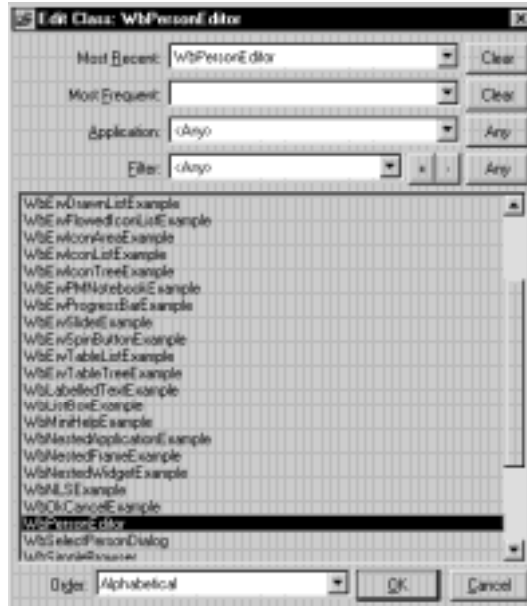 Edit Class: WbPersonEditor
Most Recent: WbPersonEditor Clear
Most Frequent: Clear
Application: <Any> Any
Filter: <Any> + - Any
WbEwDrawnListExample
WbEwFlowedIconListExample
WbEwIconAreaExample
WbEwIconListExample
WbEwIconTreeExample
WbEwPMNotebookExample
WbEwProgressBarExample
WbEwSliderExample
WbEwSpinButtonExample
WbEwTableListExample
WbEwTableTreeExample
WbLabelledTextExample
WbListBoxExample
WbMiniHelpExample
WbNestedApplicationExample
WbNestedFrameExample
WbNestedWidgetExample
WbNLSExample
WbOkCancelExample
WbPersonEditor
WbSelectPersonDialog
WbSimpleBrowser
Order: Alphabetical OK Cancel